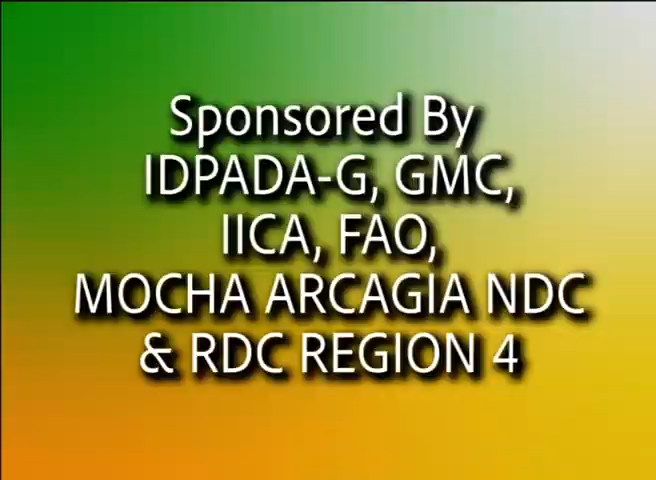 Sponsored By
IDPADA-G, GMC,
IICA, FAO,
MOCHA ARCAGIA NDC
& RDC REGION 4